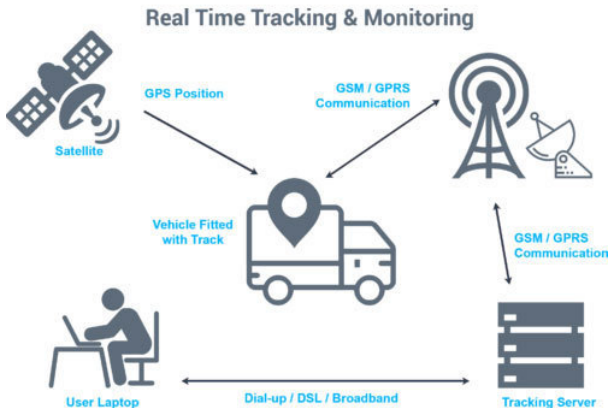 Real Time Tracking & Monitoring
GPS Position
GSM / GPRS
Communication
Satellite
Vehicle Fitted
with Track
GSM / GPRS
Communication
User Laptop
Dial-up / DSL / Broadband
Tracking Server